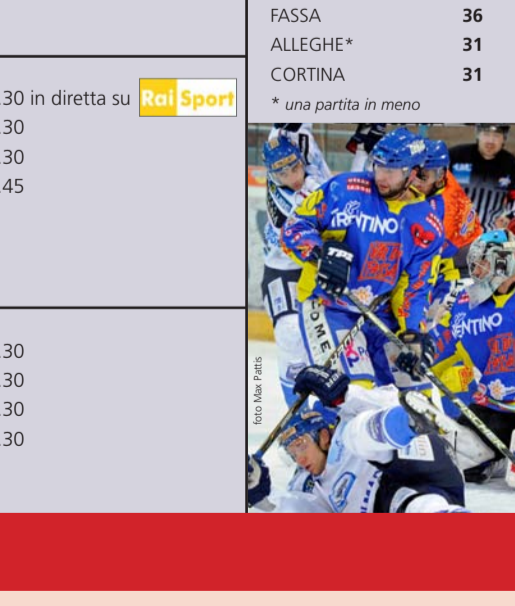 .30 in diretta su Rai Sport
.30
.30
.45
.30
.30
.30
.30
FASSA 36
ALLEGHE* 31
CORTINA 31
* una partita in meno
TRENTINO
foto Max Pattis